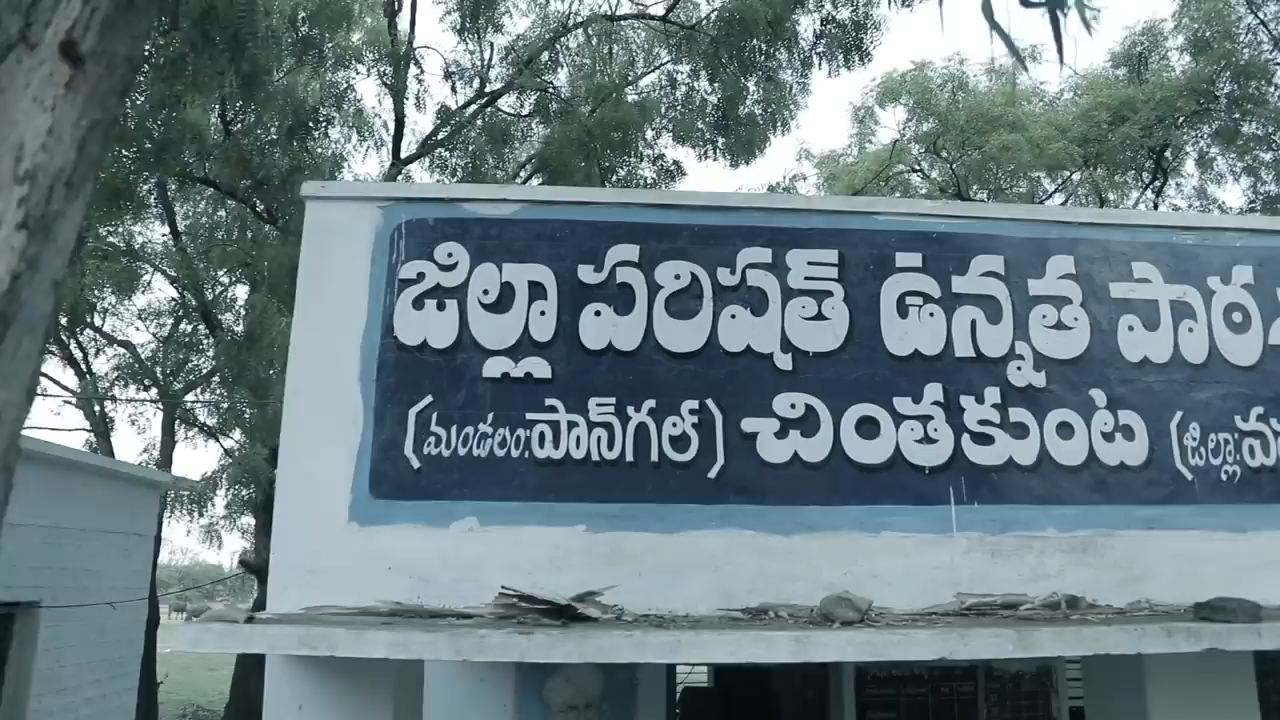 జిల్లా పరిషత్ ఉన్నత
(మండలం:పాన్‌గల్) చింతకుంట (జిల్లా: